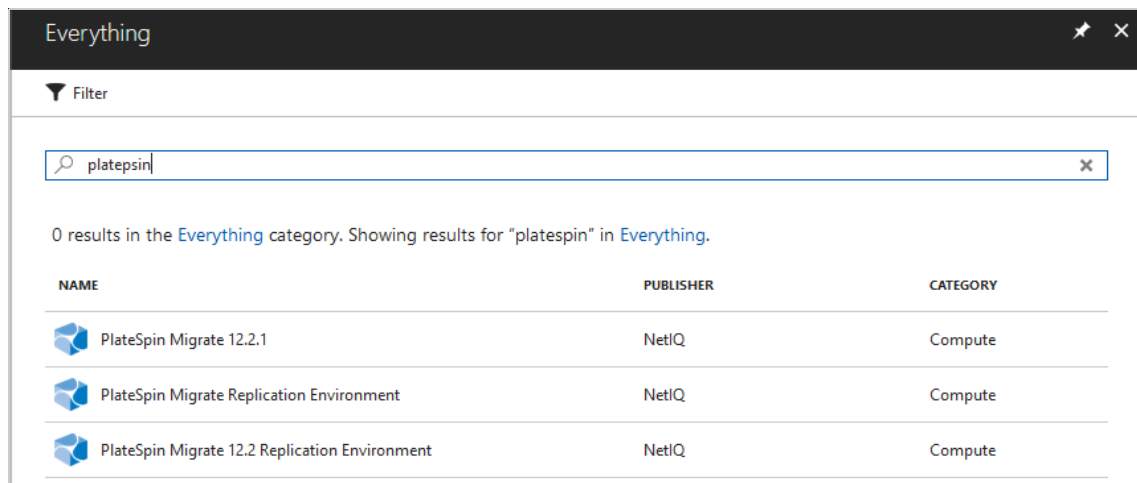 Everything
Filter
platepsin
0 results in the Everything category. Showing results for “platespin” in Everything.
NAME PUBLISHER CATEGORY
PlateSpin Migrate 12.2.1 NetIQ Compute
PlateSpin Migrate Replication Environment NetIQ Compute
PlateSpin Migrate 12.2 Replication Environment NetIQ Compute